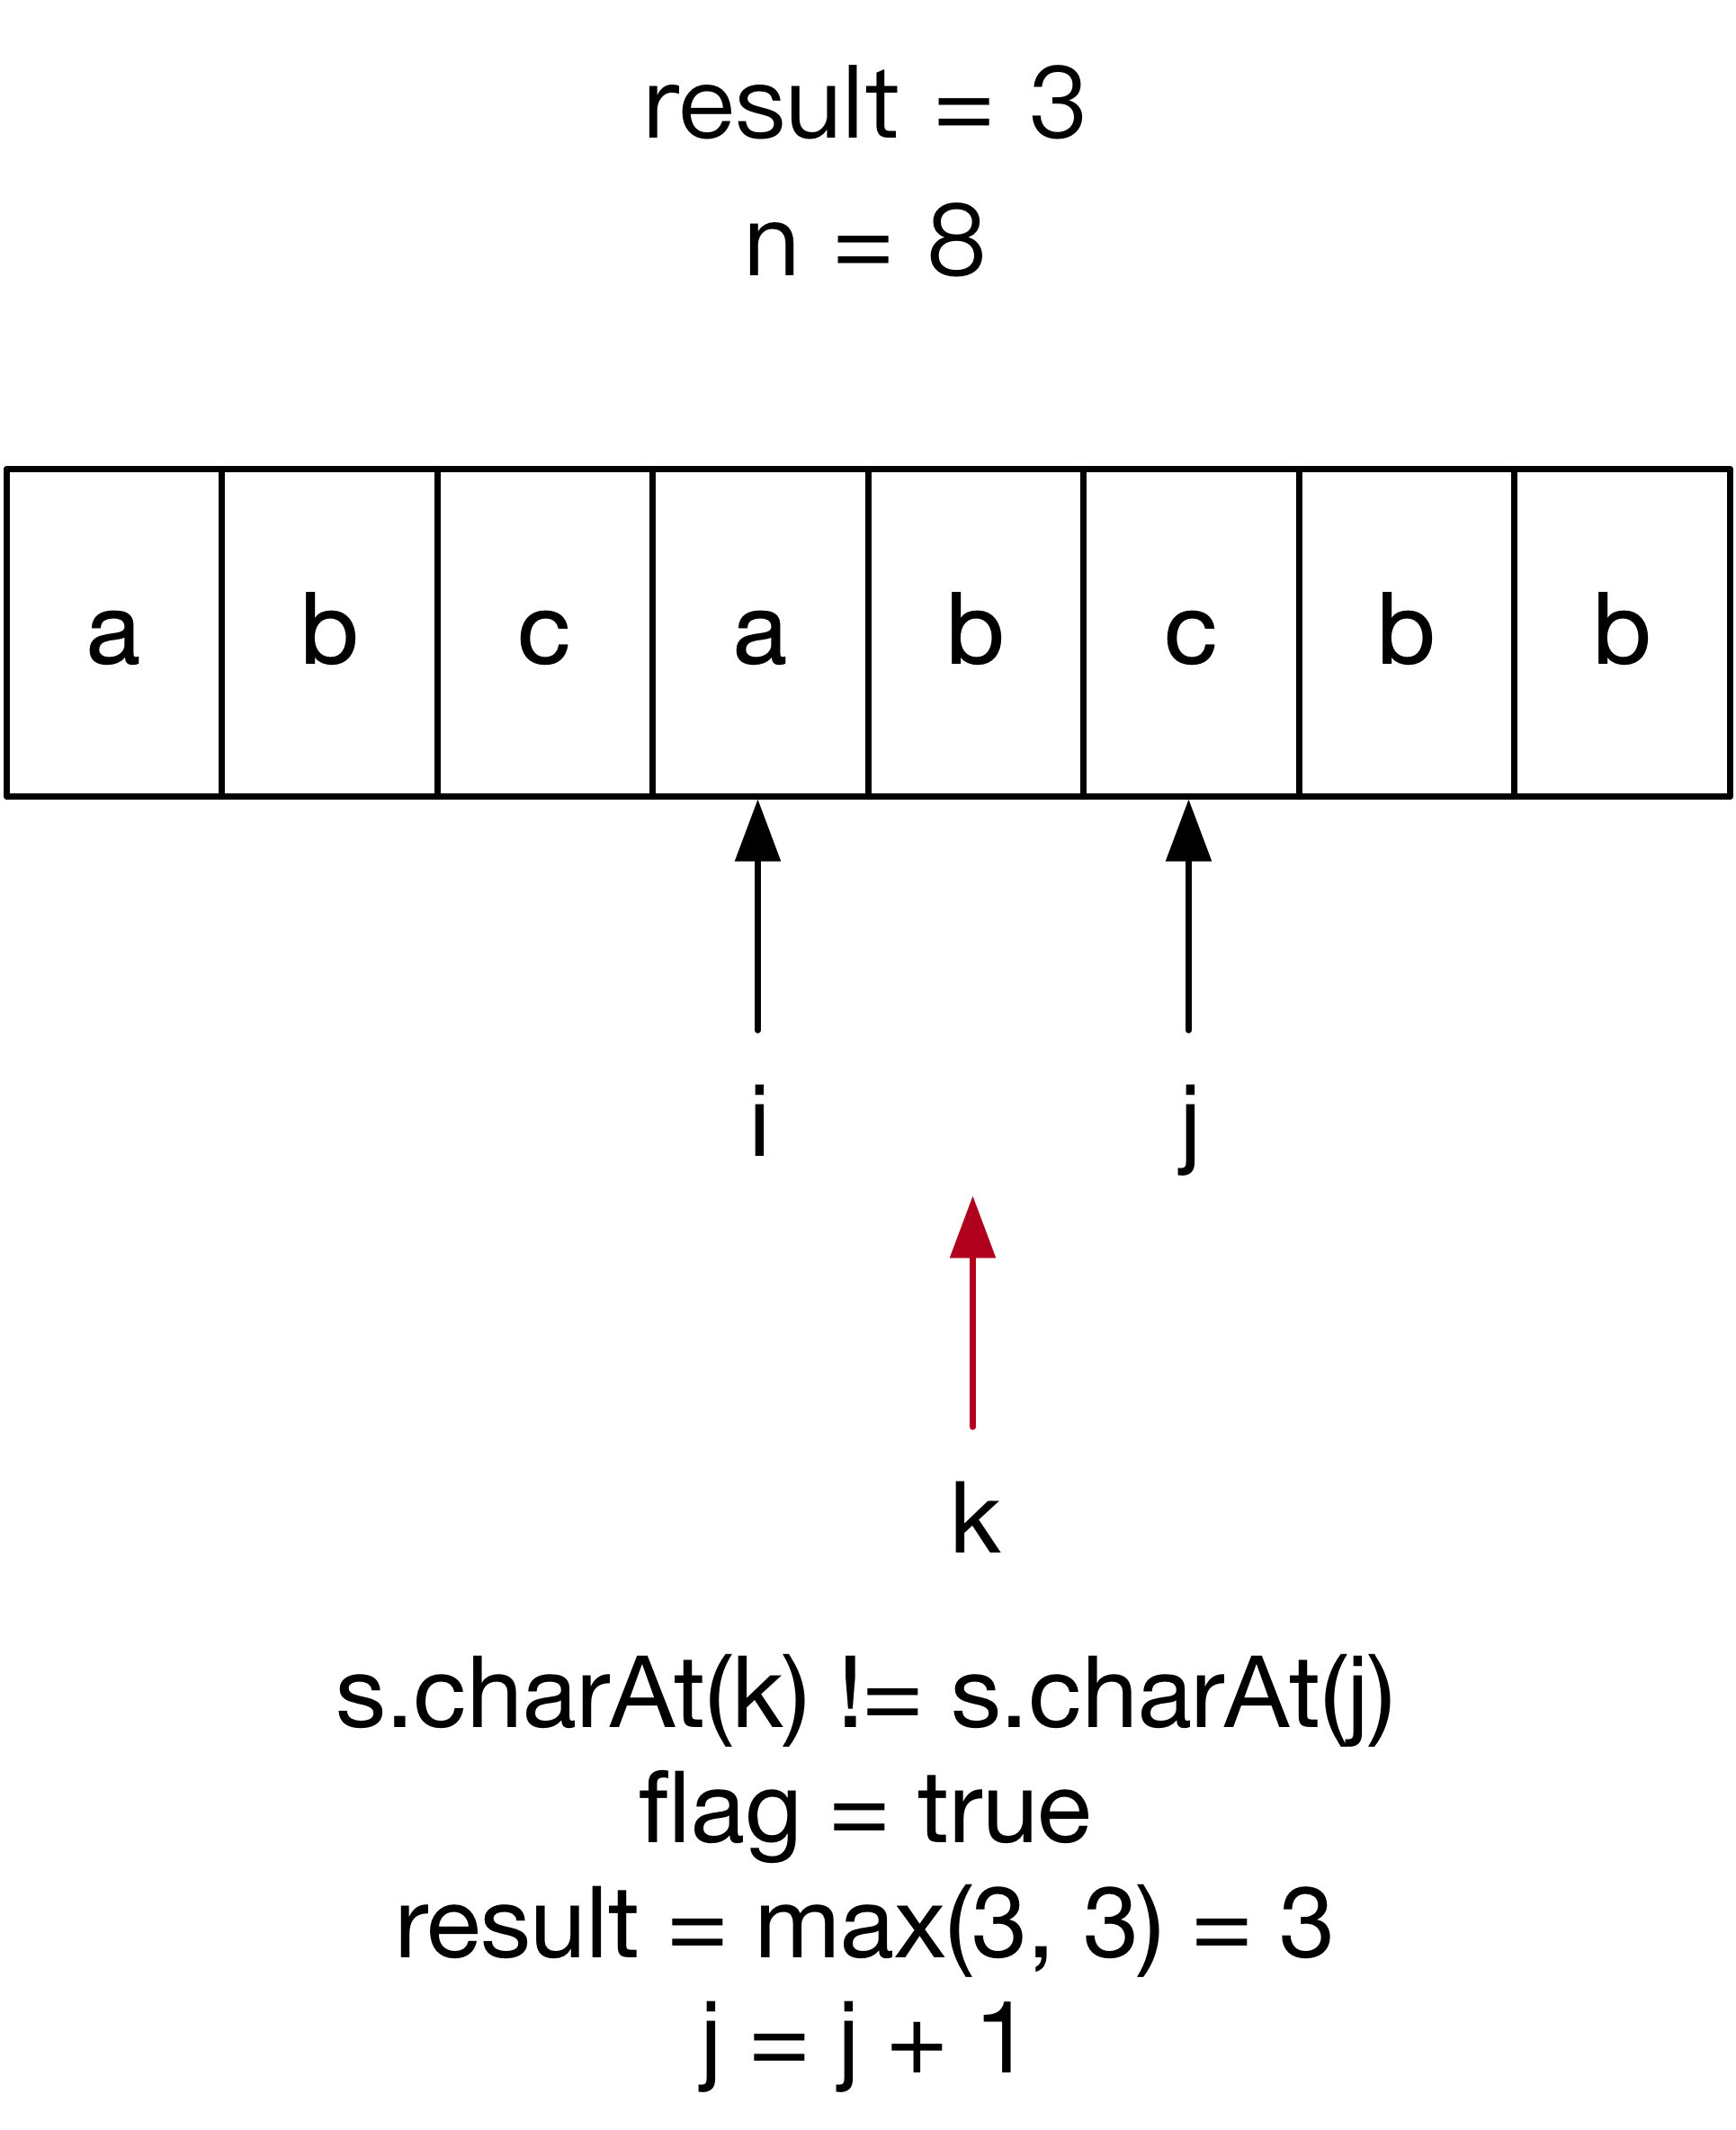 result = 3
n = 8
a b c a b c b b
i j
k
s.charAt(k) != s.charAt(j)
flag = true
result = max(3, 3) = 3
j = j + 1